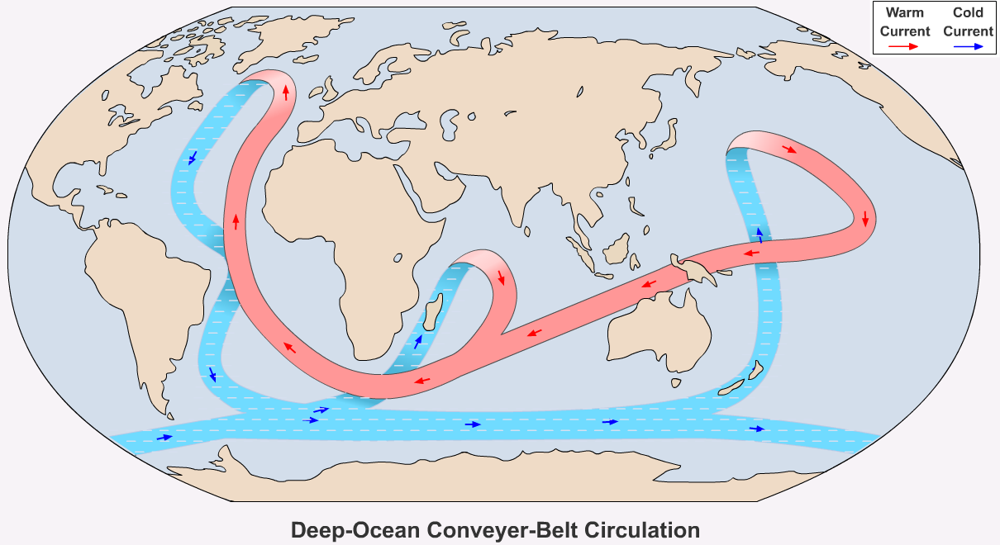 Warm Cold
Current Current
Deep-Ocean Conveyer-Belt Circulation